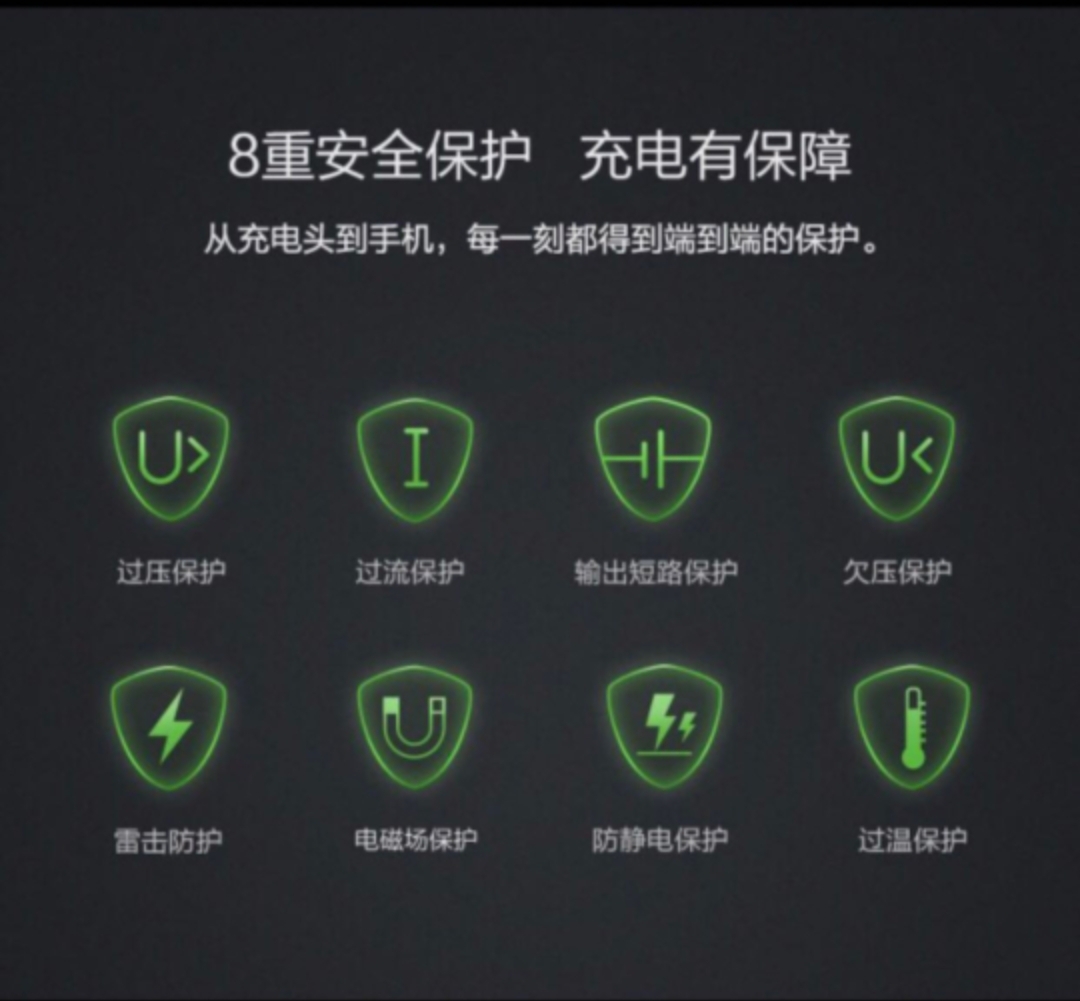 8重安全保护 充电有保障
从充电头到手机，每一刻都得到端到端的保护。
U>
I
U<
过压保护 过流保护 输出短路保护 欠压保护
雷击防护 电磁场保护 防静电保护 过温保护